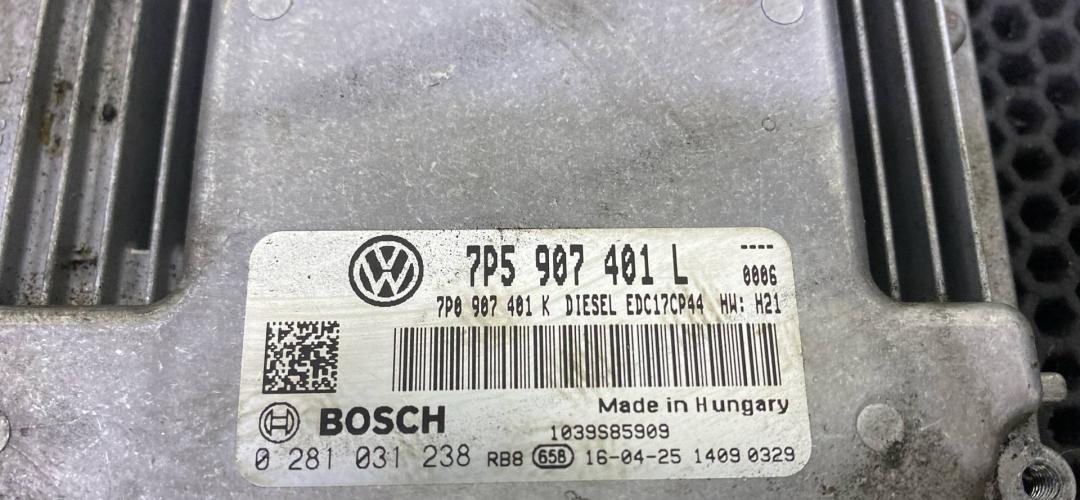 7P5 907 401 L ----
0006
7P0 907 401 K DIESEL EDC17CP44 HW: H21
Made in Hungary
BOSCH
1039S85909
0 281 031 238 RB8 658 16-04-25 1409 0329